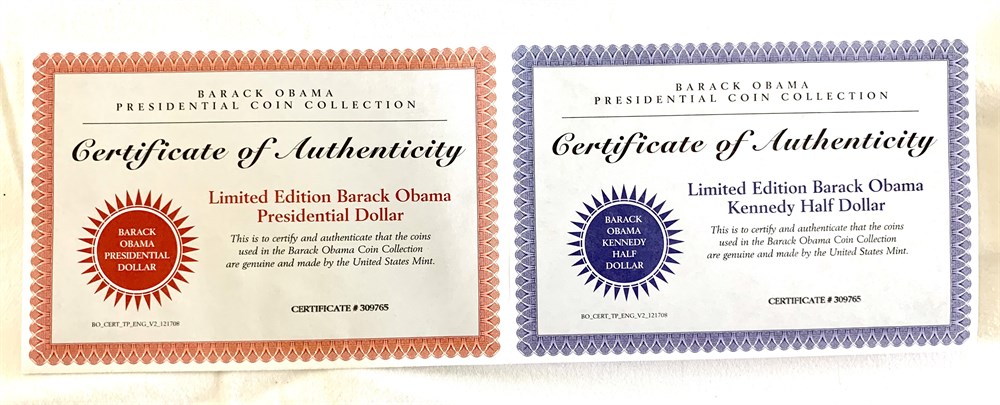 BARACK OBAMA
PRESIDENTIAL COIN COLLECTION
Certificate of Authenticity
Limited Edition Barack Obama
Presidential Dollar
BARACK
OBAMA
PRESIDENTIAL
DOLLAR
This is to certify and authenticate that the coins
used in the Barack Obama Coin Collection
are genuine and made by the United States Mint.
CERTIFICATE # 309765
BO_CERT_TP_ENG_V2_121708
BARACK OBAMA
PRESIDENTIAL COIN COLLECTION
Certificate of Authenticity
Limited Edition Barack Obama
Kennedy Half Dollar
BARACK
OBAMA
KENNEDY
HALF
DOLLAR
This is to certify and authenticate that the coins
used in the Barack Obama Coin Collection
are genuine and made by the United States Mint.
CERTIFICATE # 309765
BO_CERT_TP_ENG_V2_121708